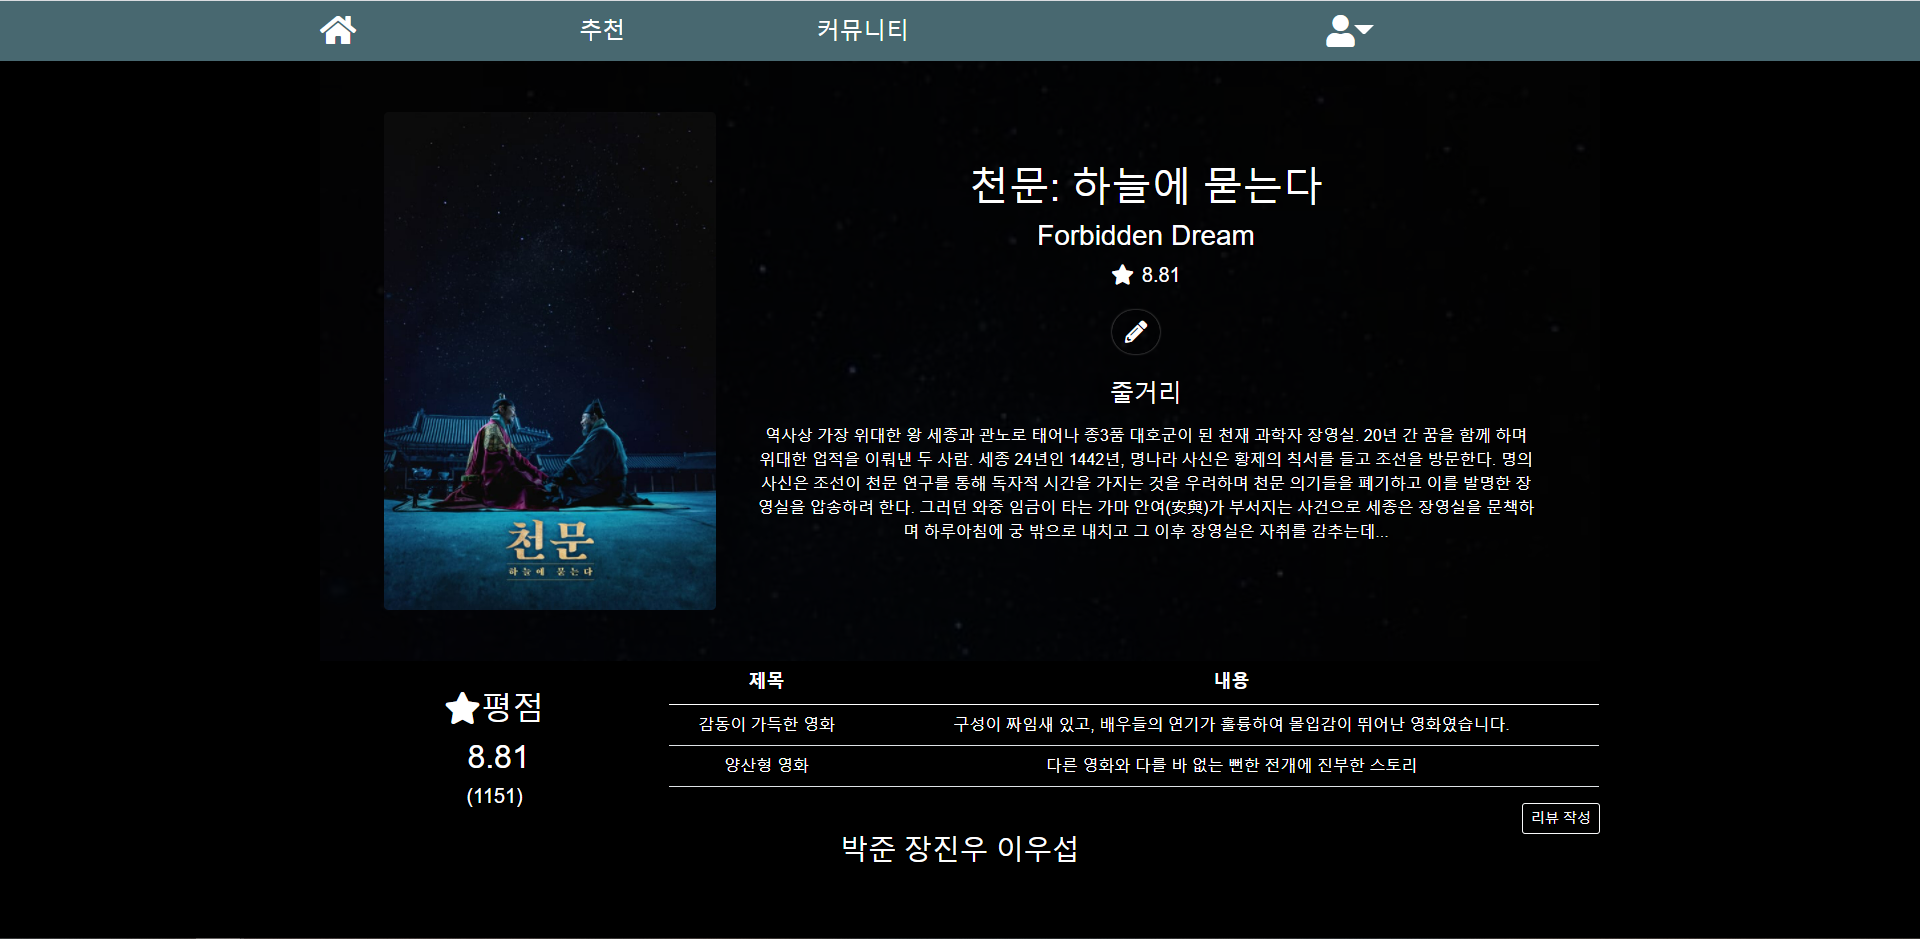 추천 커뮤니티
천문: 하늘에 묻는다
Forbidden Dream
8.81
줄거리
역사상 가장 위대한 왕 세종과 관노로 태어나 종3품 대호군이 된 천재 과학자 장영실. 20년 간 꿈을 함께 하며
위대한 업적을 이뤄낸 두 사람. 세종 24년인 1442년, 명나라 사신은 황제의 칙서를 들고 조선을 방문한다. 명의
사신은 조선이 천문 연구를 통해 독자적 시간을 가지는 것을 우려하며 천문 의기들을 폐기하고 이를 발명한 장
영실을 압송하려 한다. 그러던 와중 임금이 타는 가마 안여(安與)가 부서지는 사건으로 세종은 장영실을 문책하
며 하루아침에 궁 밖으로 내치고 그 이후 장영실은 자취를 감추는데...
천문
하늘에 묻는다
평점
8.81
(1151)
제목 내용
감동이 가득한 영화 구성이 짜임새 있고, 배우들의 연기가 훌륭하여 몰입감이 뛰어난 영화였습니다.
양산형 영화 다른 영화와 다를 바 없는 뻔한 전개에 진부한 스토리
리뷰 작성
박준 장진우 이우섭